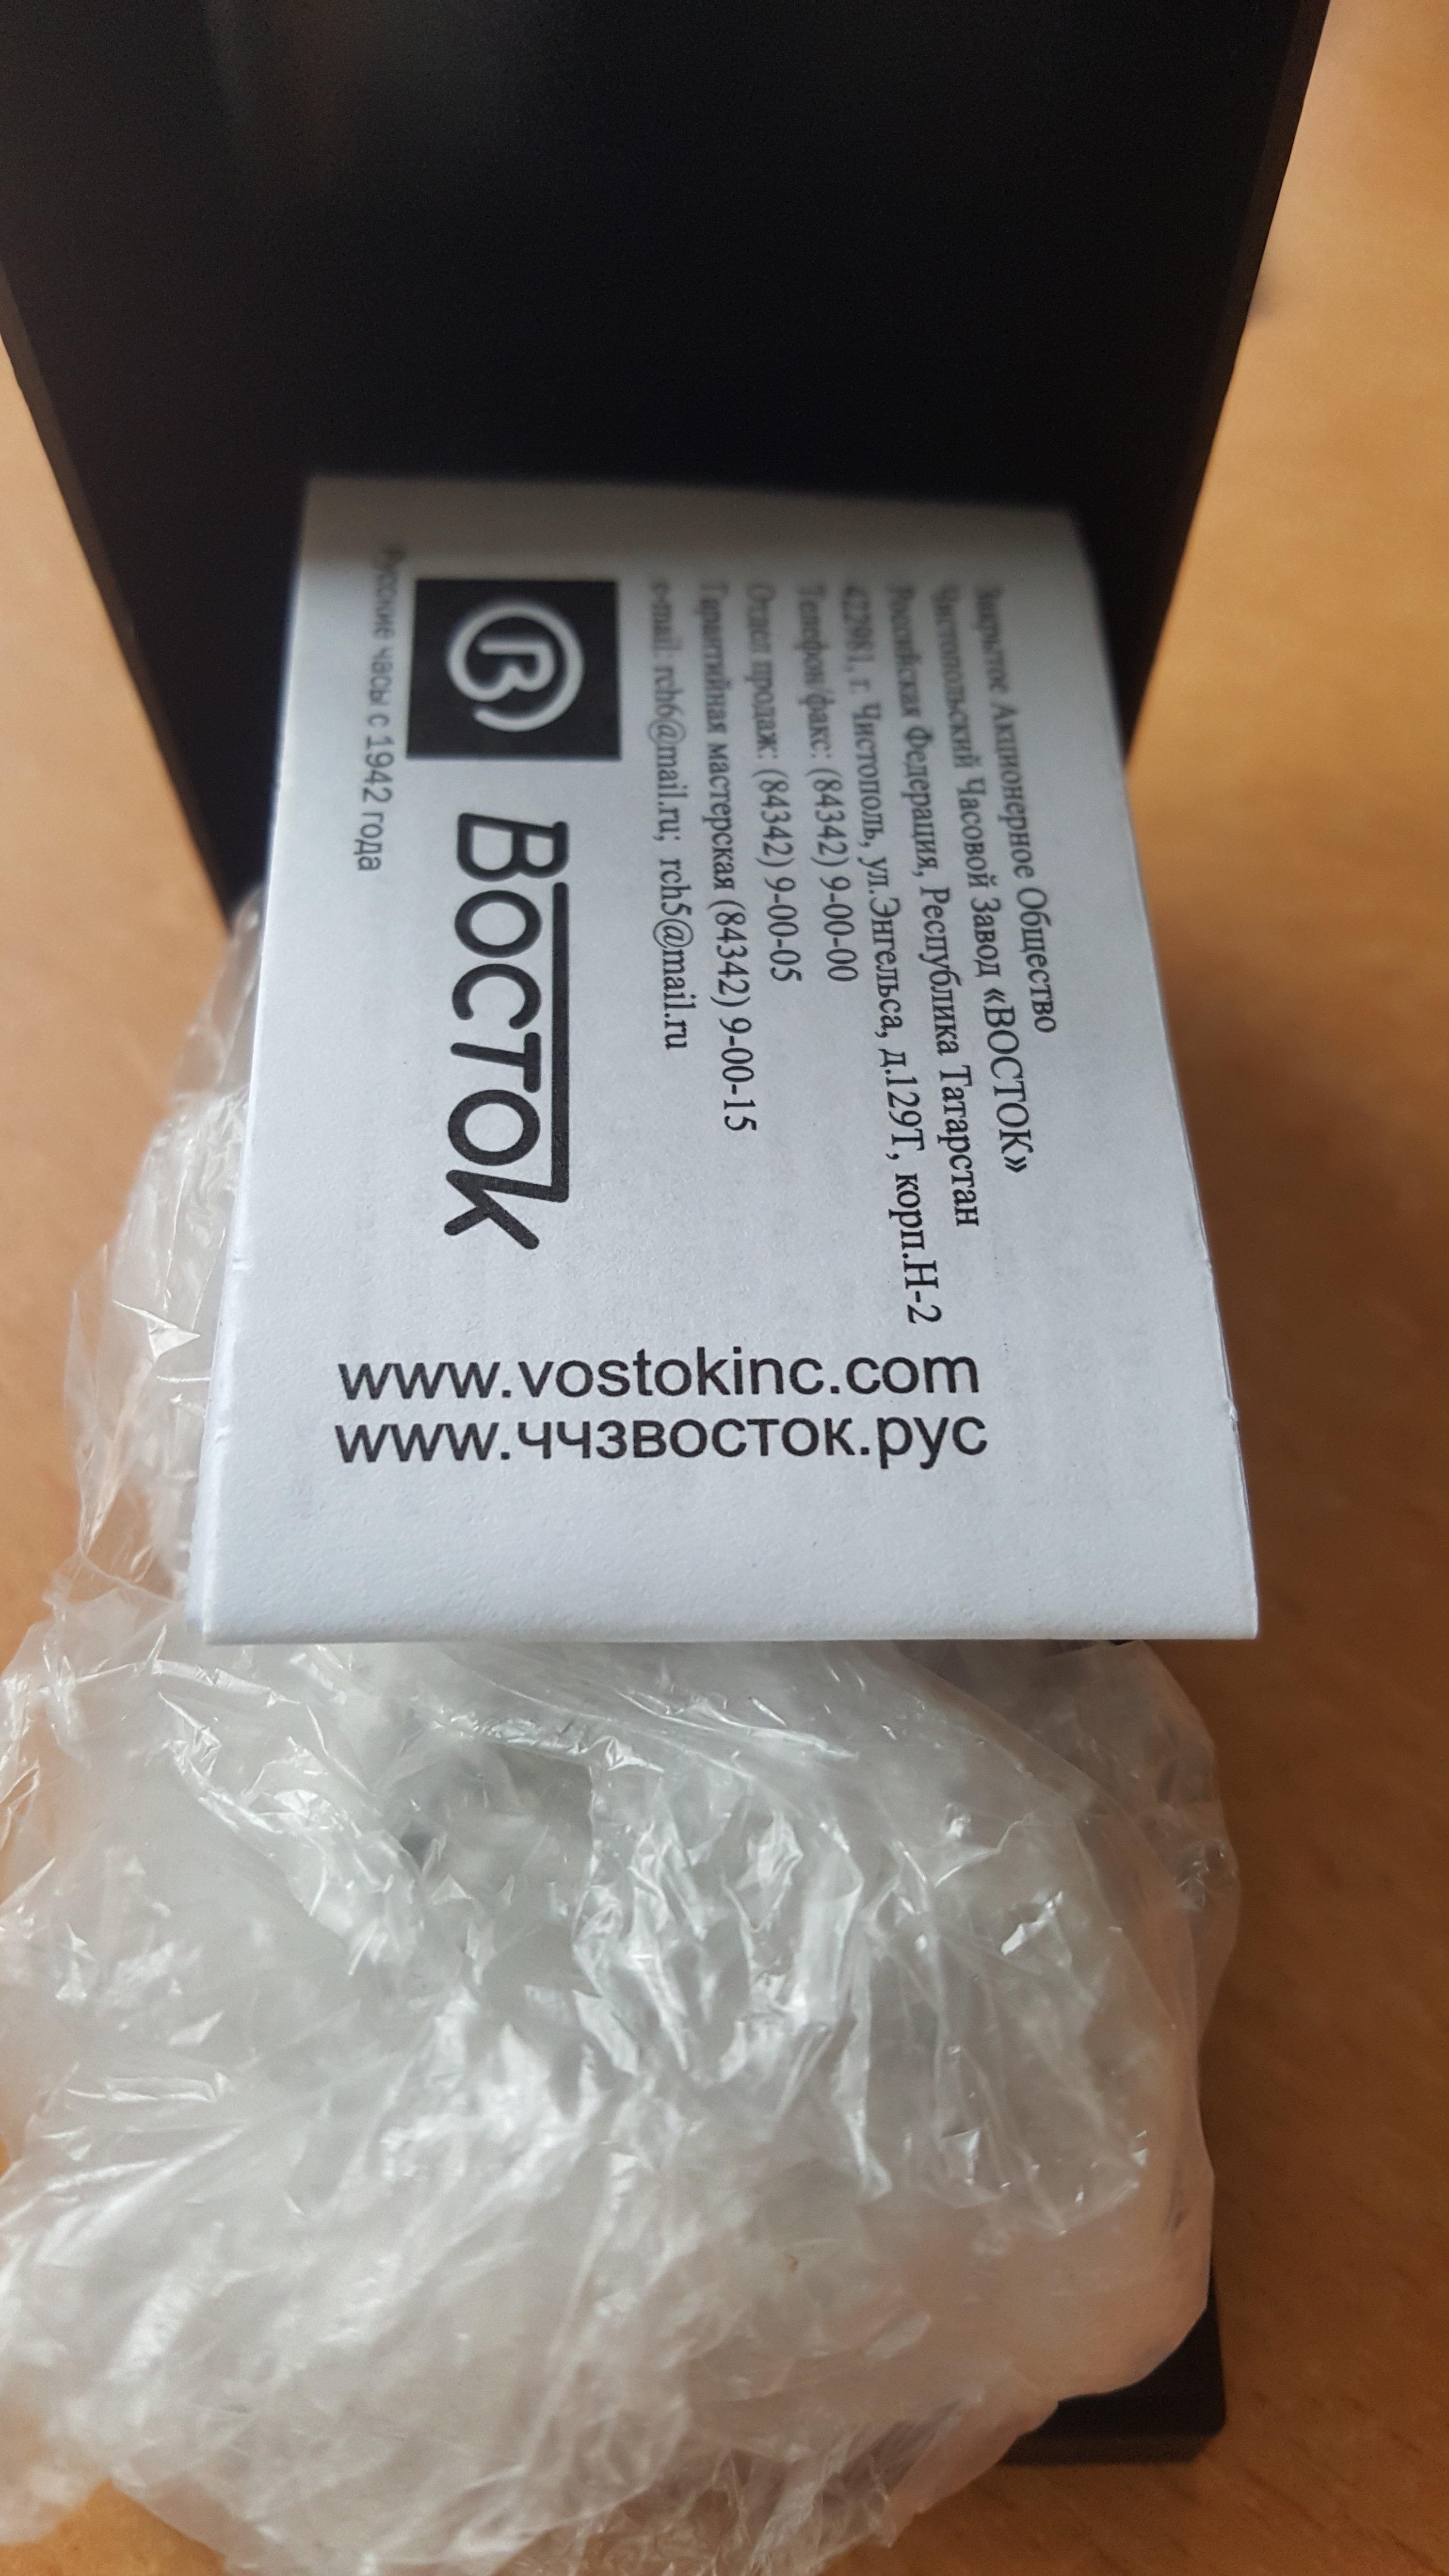 Закрытое Акционерное Общество
Чистопольский Часовой Завод «ВОСТОК»
Российская Федерация, Республика Татарстан
422981, г. Чистополь, ул.Энгельса, д.129Т, корп.Н-2
Телефон/факс: (84342) 9-00-00
Отдел продаж: (84342) 9-00-05
Гарантийная мастерская (84342) 9-00-15
e-mail: rch6@mail.ru; rch5@mail.ru
В ВОСТОК
Русские часы с 1942 года
www.vostokinc.com
www.ччзвосток.рус